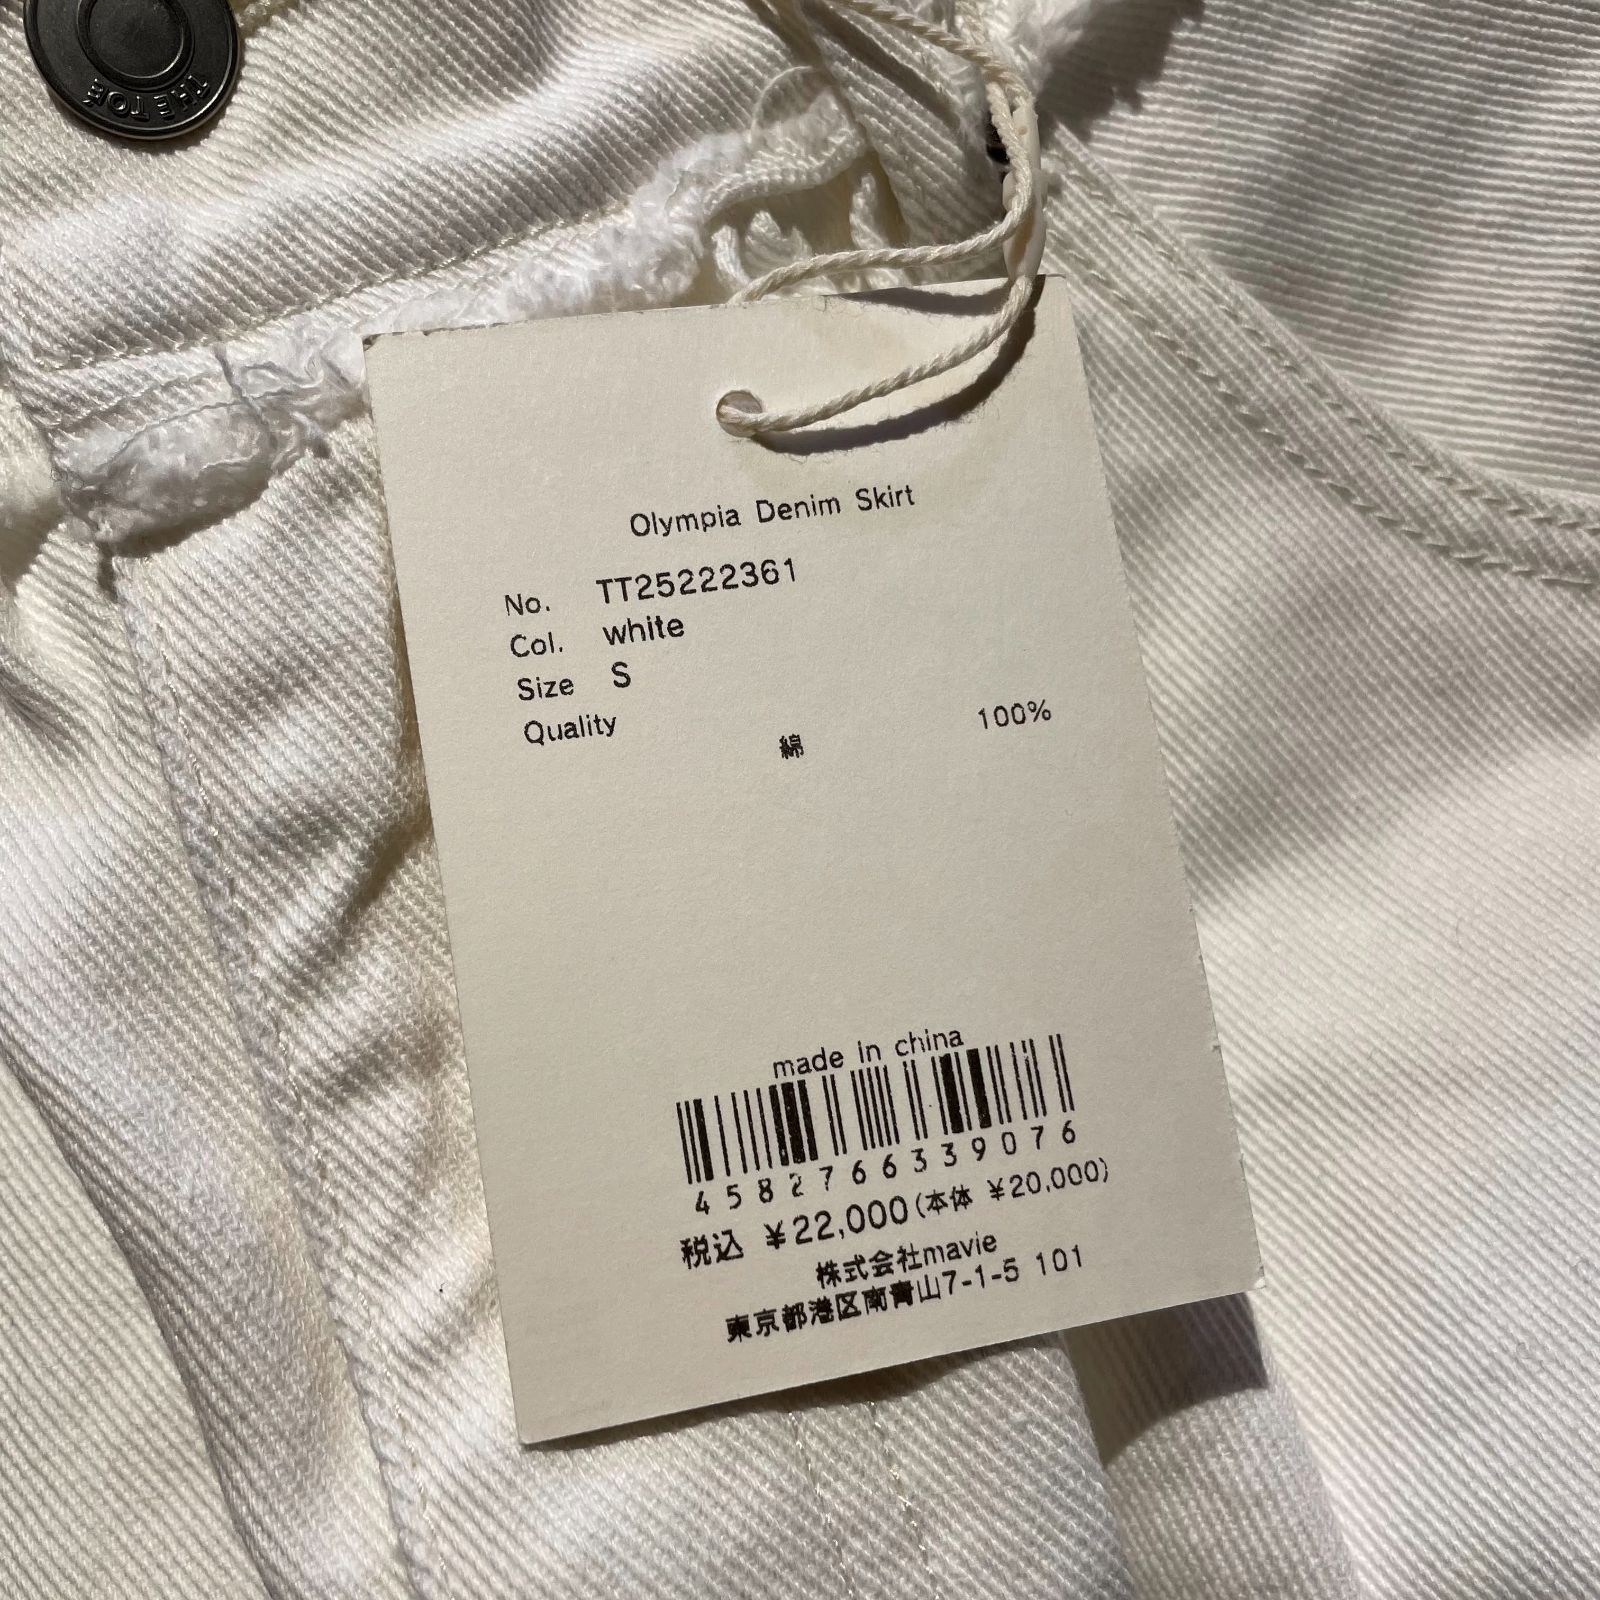 THE TOE
Olympia Denim Skirt
No. TT25222361
Col. white
Size S
Quality
綿 100%
made in china
4582766339076
税込 ¥22,000(本体 ¥20,000)
株式会社mavie
東京都港区南青山7-1-5 101